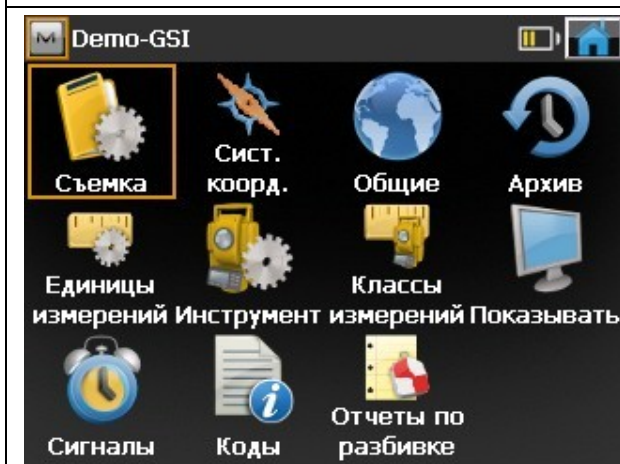 Demo-GSI
Съемка
Сист.
коорд.
Общие
Архив
Единицы
измерений
Инструмент
Классы
измерений
Показывать
Сигналы
Коды
Отчеты по
разбивке